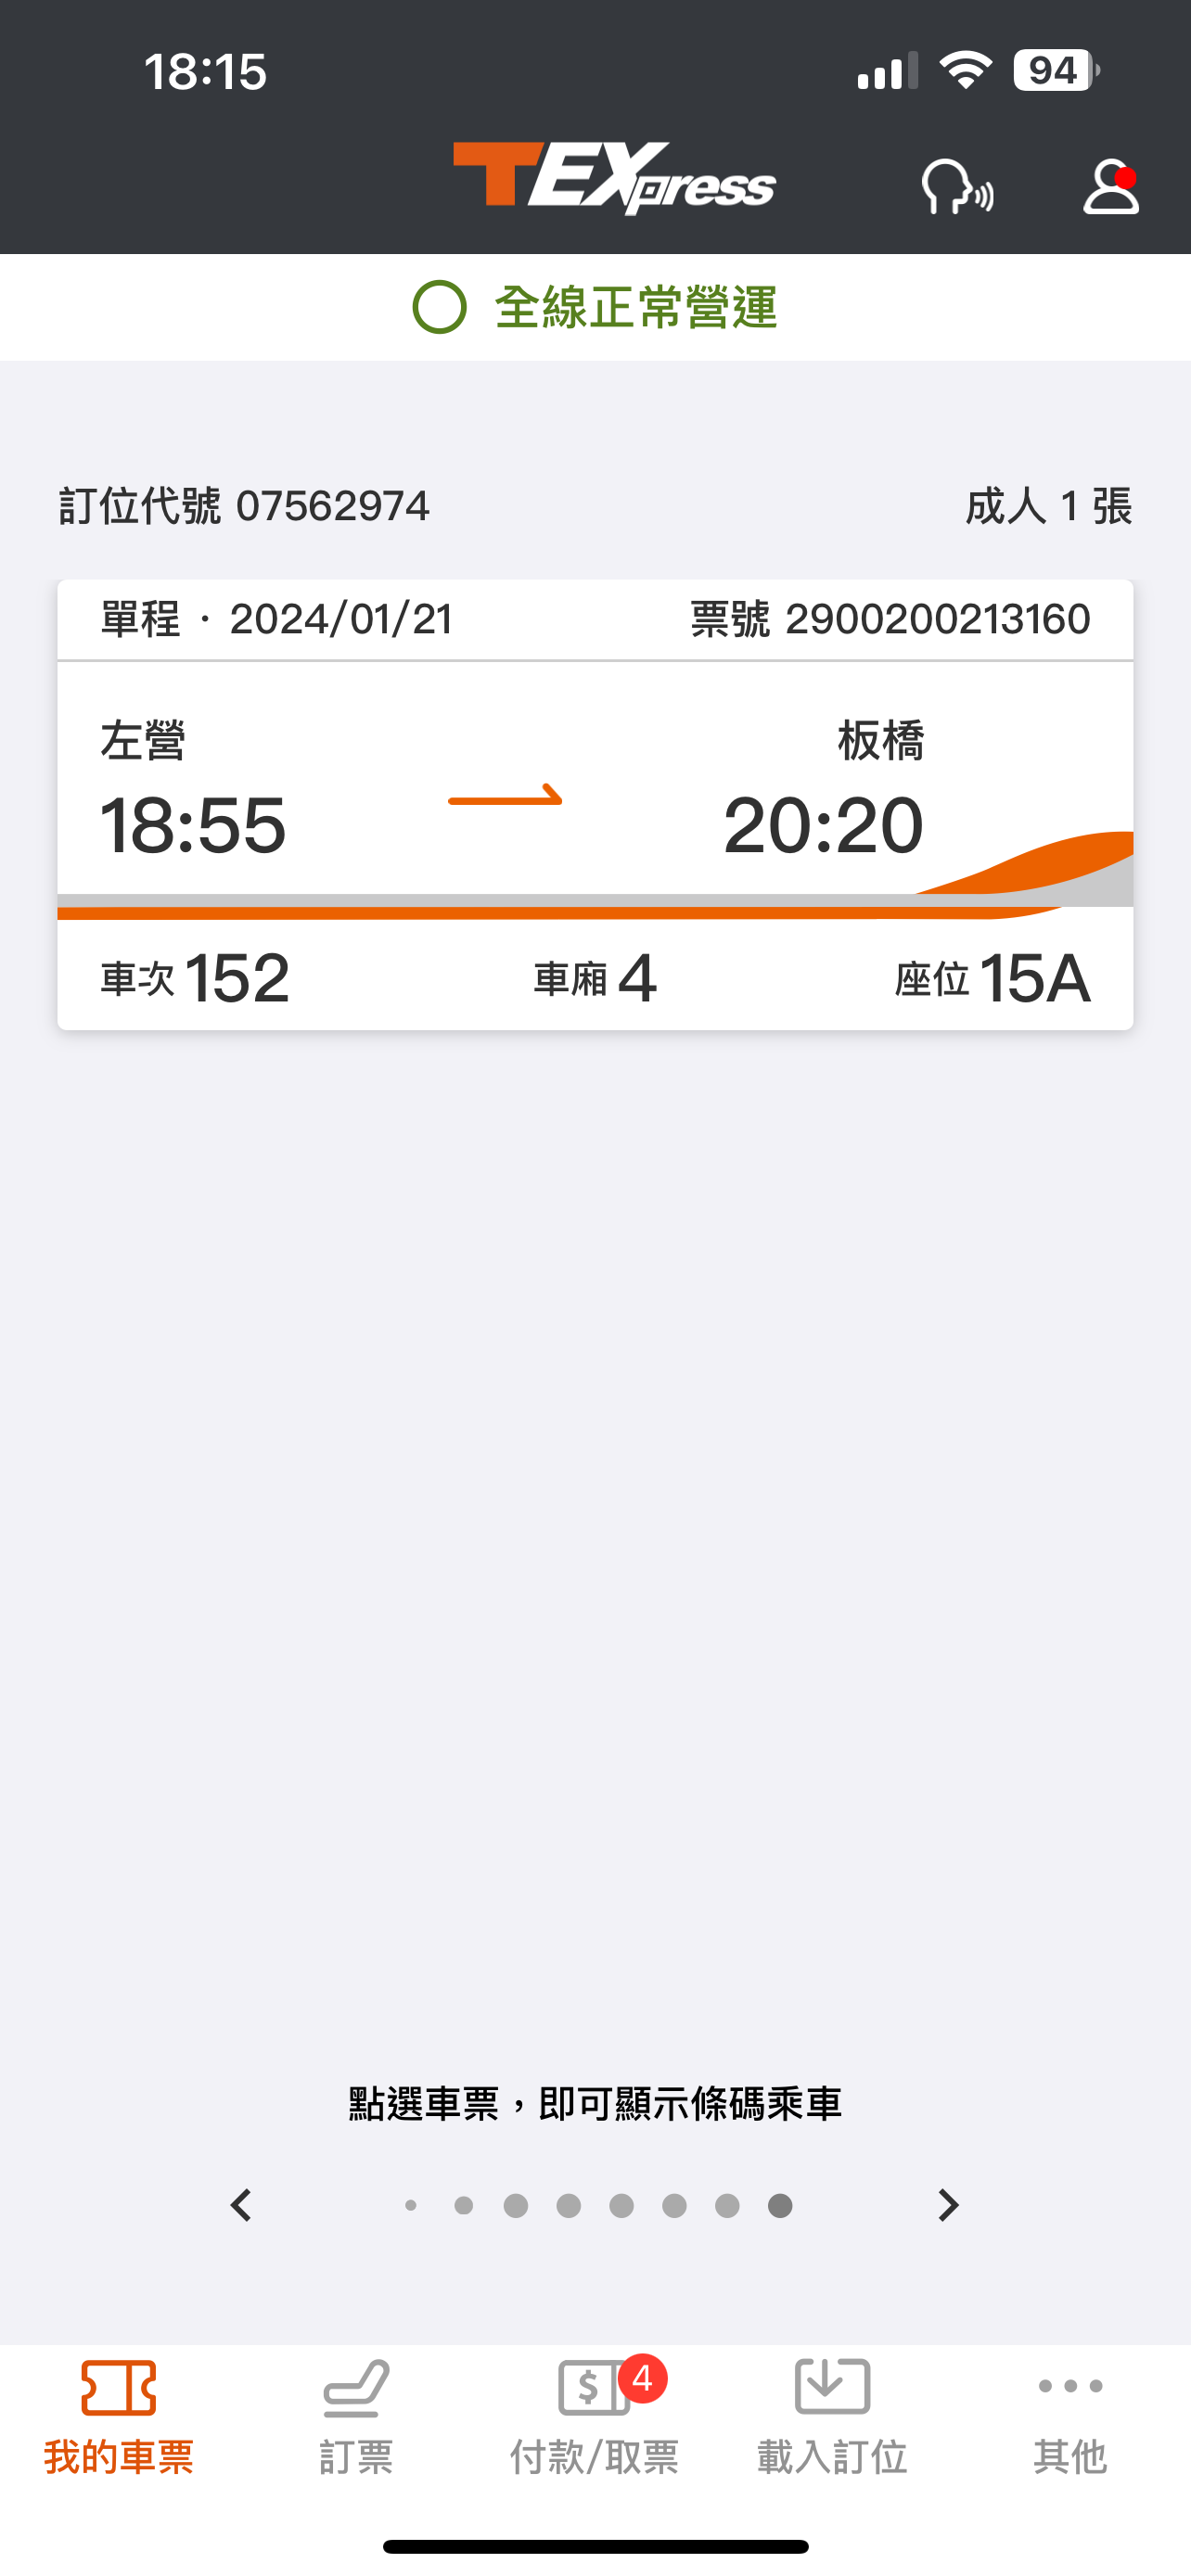 18:15
94
TEXpress
全線正常營運
訂位代號 07562974
成人 1 張
單程 · 2024/01/21
票號 2900200213160
左營
板橋
18:55
20:20
車次 152
車廂 4
座位 15A
點選車票，即可顯示條碼乘車
$
4
我的車票
訂票
付款/取票
載入訂位
其他